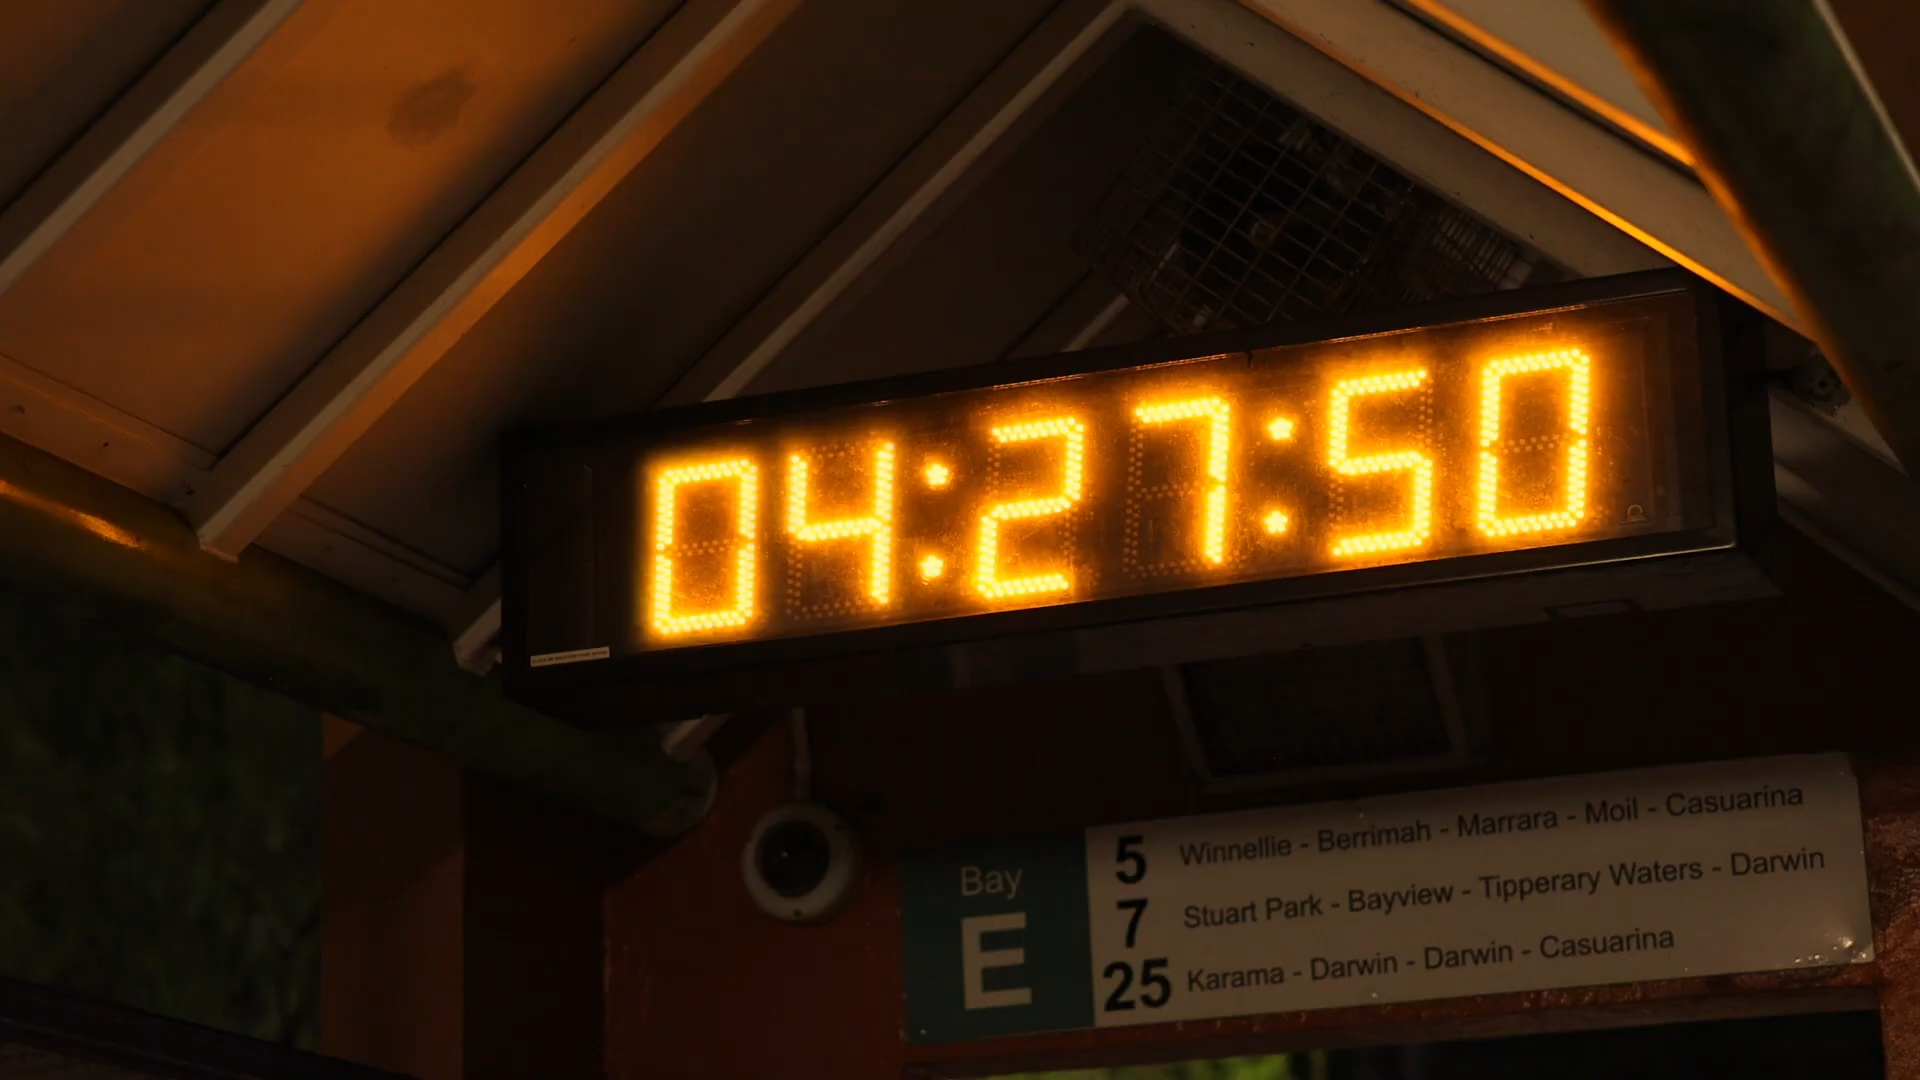 04:27:50
Bay
E
5 Winnellie - Berrimah - Marrara - Moil - Casuarina
7 Stuart Park - Bayview - Tipperary Waters - Darwin
25 Karama - Darwin - Darwin - Casuarina